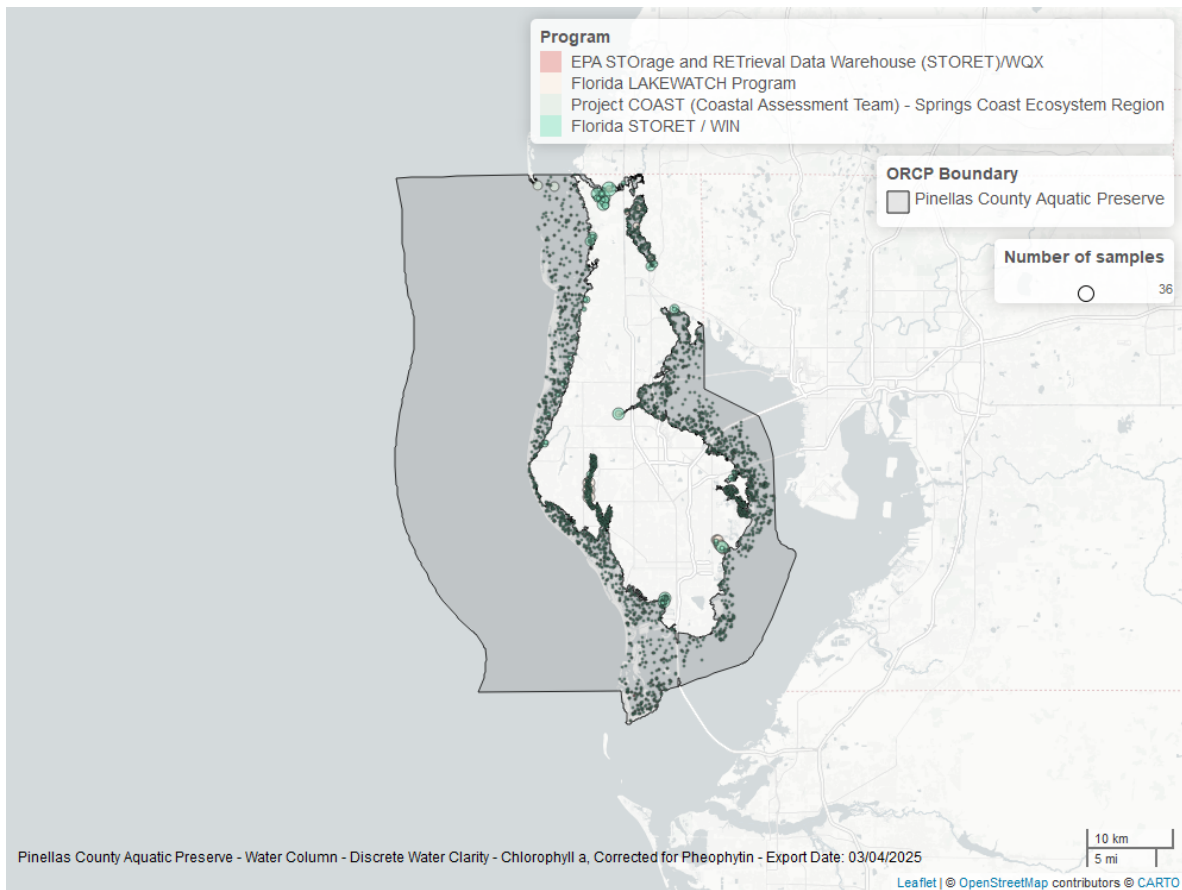 Program
EPA STOrage and RETrieval Data Warehouse (STORET)/WQX
Florida LAKEWATCH Program
Project COAST (Coastal Assessment Team) - Springs Coast Ecosystem Region
Florida STORET / WIN
ORCP Boundary
Pinellas County Aquatic Preserve
Number of samples
36
10 km
5 mi
Pinellas County Aquatic Preserve - Water Column - Discrete Water Clarity - Chlorophyll a, Corrected for Pheophytin - Export Date: 03/04/2025
Leaflet | © OpenStreetMap contributors © CARTO